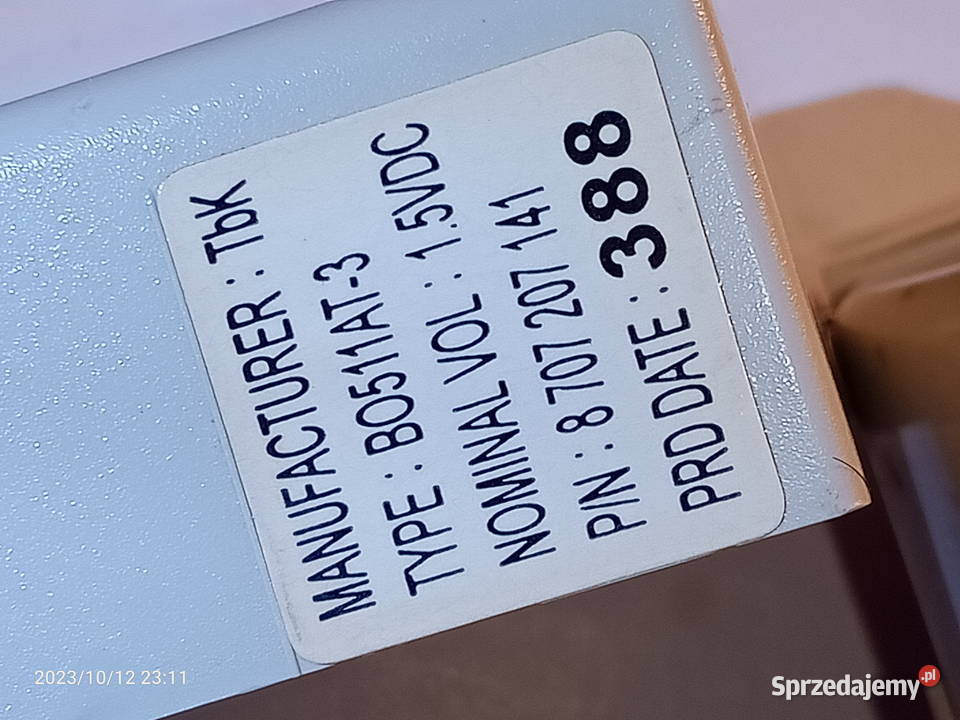 MANUFACTURER : TbK
TYPE : BO511AT-3
NOMINAL VOL : 1.5VDC
P/N : 8 707 207 141
PRD DATE : 388
2023/10/12 23:11
Sprzedajemy.pl